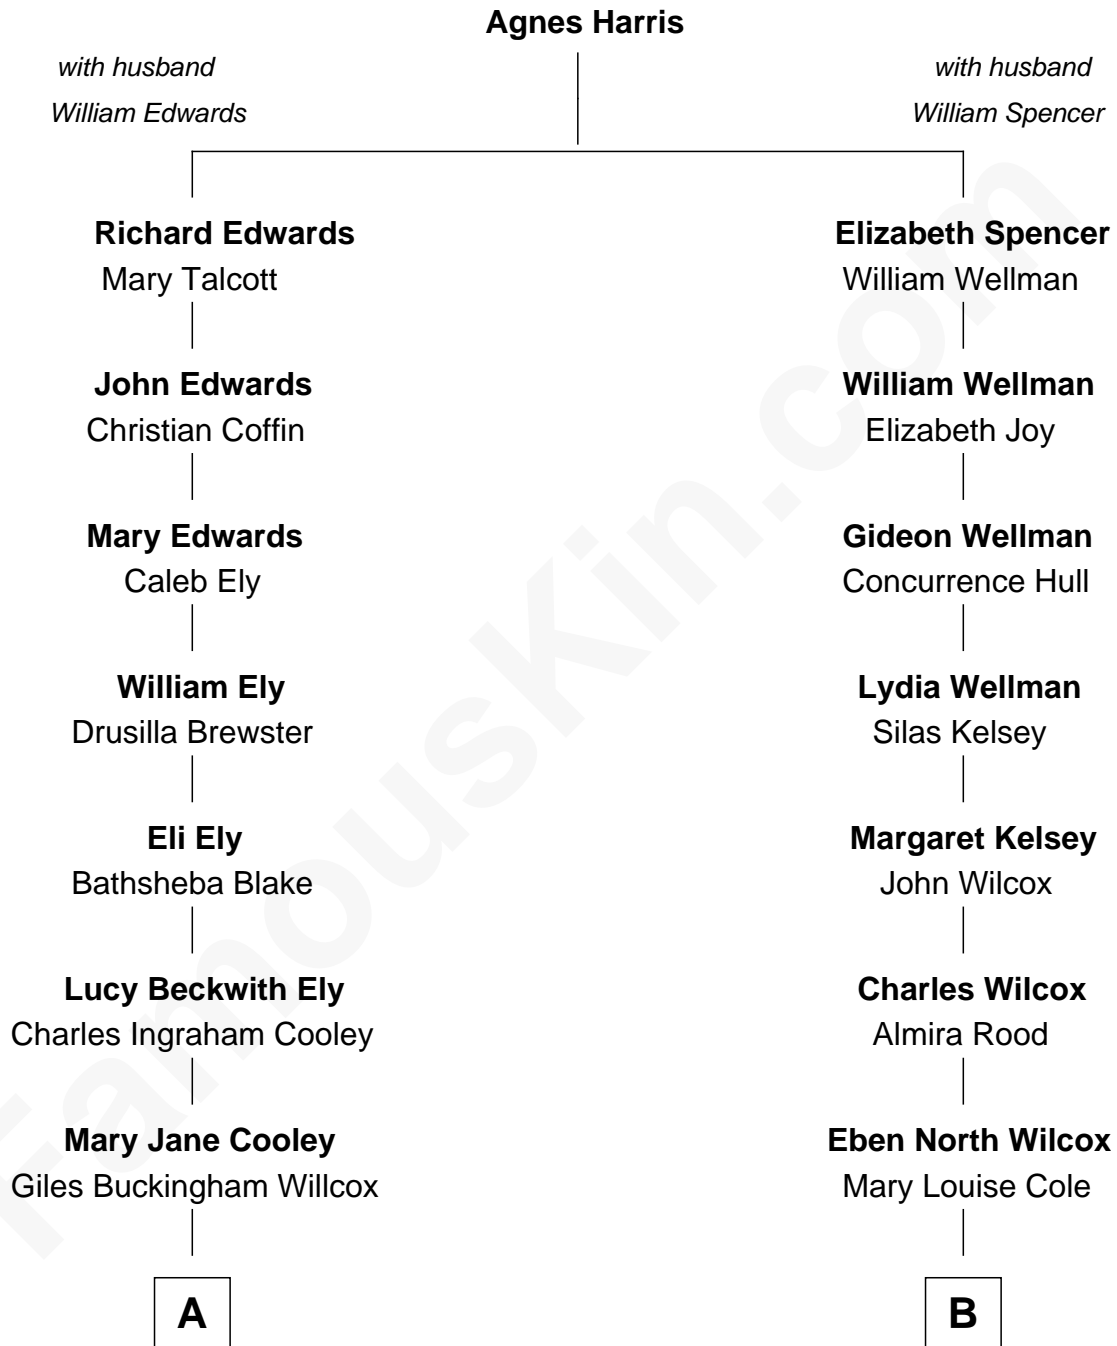 Agnes Harris
with husband
William Edwards
with husband
William Spencer
Richard Edwards
Mary Talcott
Elizabeth Spencer
William Wellman
John Edwards
Christian Coffin
William Wellman
Elizabeth Joy
Mary Edwards
Caleb Ely
Gideon Wellman
Concurrence Hull
William Ely
Drusilla Brewster
Lydia Wellman
Silas Kelsey
Eli Ely
Bathsheba Blake
Margaret Kelsey
John Wilcox
Lucy Beckwith Ely
Charles Ingraham Cooley
Charles Wilcox
Almira Rood
Mary Jane Cooley
Giles Buckingham Willcox
Eben North Wilcox
Mary Louise Cole
A
B
FamousKin.com